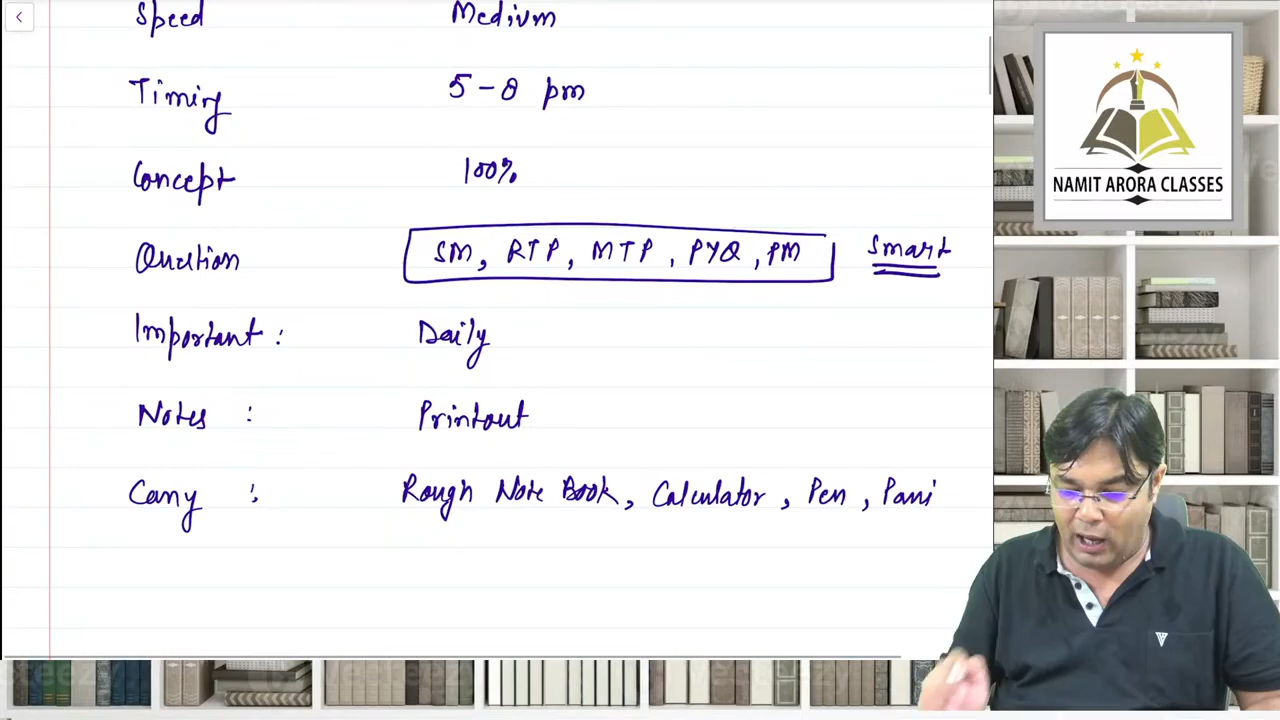 Speed Medium
Timing 5-8 pm
Concept 100%
Question SM, RTP, MTP, PYQ, PM Smart
Important : Daily
Notes : Printout
Carry : Rough Note Book, Calculator, Pen, Pani
NAMIT ARORA CLASSES